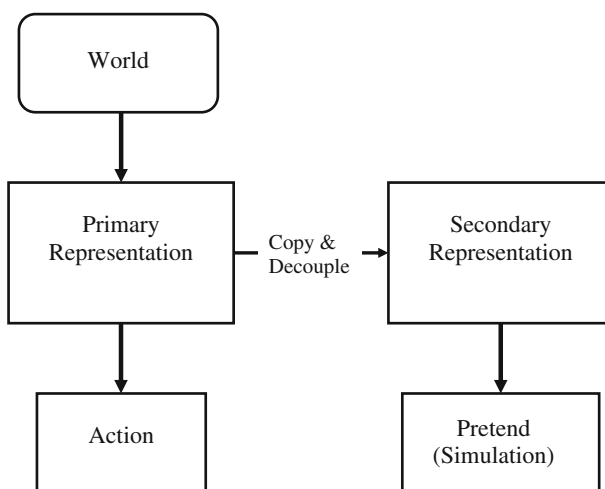 World
Primary
Representation
Copy &
Decouple
Secondary
Representation
Action
Pretend
(Simulation)